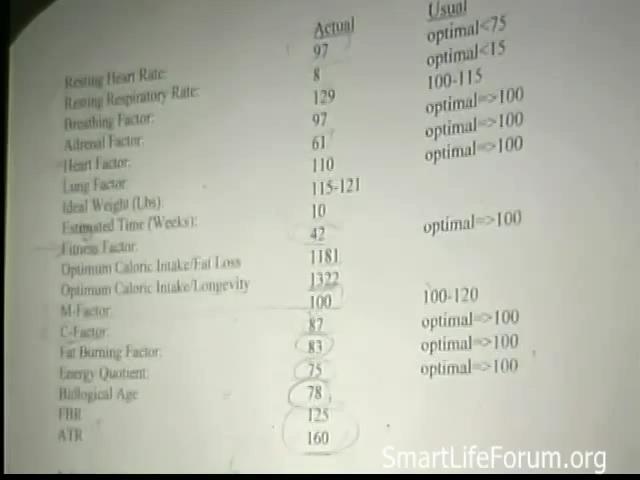 Actual Usual
Resting Heart Rate: 97 optimal<75
Resting Respiratory Rate: 8 optimal<15
Breathing Factor: 129 100-115
Adrenal Factor: 97 optimal=>100
Heart Factor: 61 optimal=>100
Lung Factor 110 optimal=>100
Ideal Weight (Lbs): 115-121
Estimated Time (Weeks): 10
Fitness Factor: 42 optimal=>100
Optimum Caloric Intake/Fat Loss 1181
Optimum Caloric Intake/Longevity 1322
M-Factor: 100 100-120
C-Factor: 87 optimal=>100
Fat Burning Factor: 83 optimal=>100
Energy Quotient: 75 optimal=>100
Biological Age 78
FBR 125
ATR 160
SmartLifeForum.org